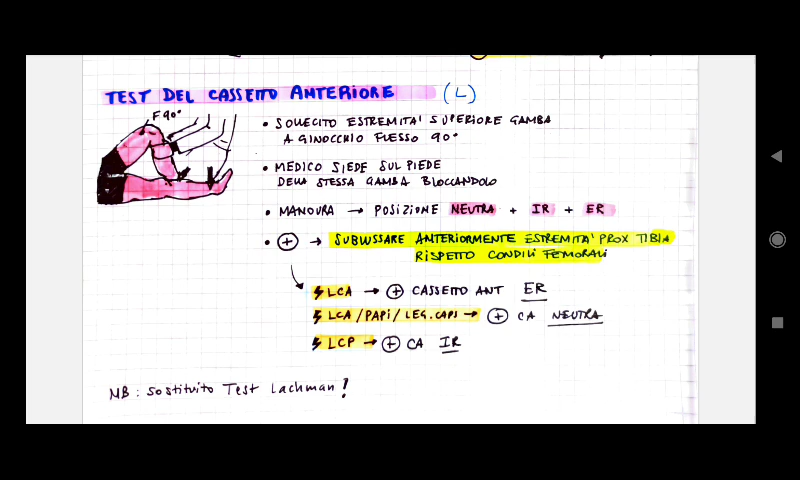 TEST DEL CASSETTO ANTERIORE (L)
F 90°
• SOLLECITO ESTREMITA' SUPERIORE GAMBA
A GINOCCHIO FLESSO 90°
• MEDICO SIEDE SUL PIEDE
DELLA STESSA GAMBA BLOCCANDOLO
• MANOVRA → POSIZIONE NEUTRA + IR + ER
• ⊕ → SUBLUSSARE ANTERIORMENTE ESTREMITA' PROX TIBIA
RISPETTO CONDILI FEMORALI
LCA → ⊕ CASSETTO ANT ER
LCA / PAPI / LEG. CAPS → ⊕ CA NEUTRA
LCP → ⊕ CA IR
NB: Sostituito Test Lachman!